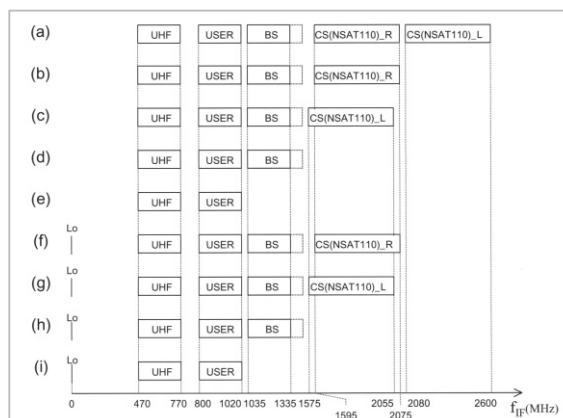 (a) UHF USER BS CS(NSAT110)_R CS(NSAT110)_L
(b) UHF USER BS CS(NSAT110)_R
(c) UHF USER BS CS(NSAT110)_L
(d) UHF USER BS
(e) UHF USER
(f) Lo UHF USER BS CS(NSAT110)_R
(g) Lo UHF USER BS CS(NSAT110)_L
(h) Lo UHF USER BS
(i) Lo UHF USER
0 470 770 800 1020 1035 1335 1575 2055 2080 2600 fIF(MHz)
1595 2075